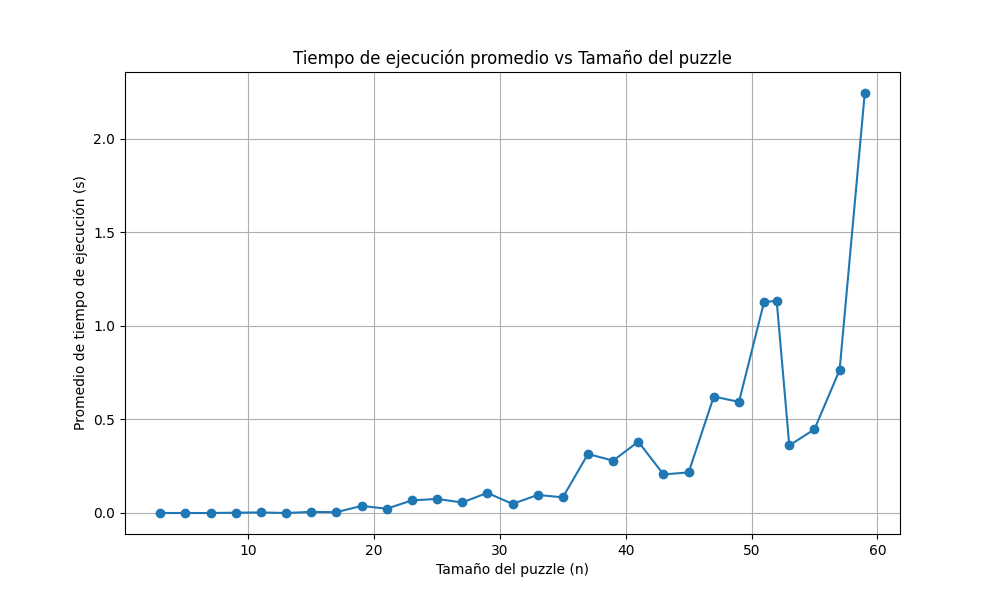 Tiempo de ejecución promedio vs Tamaño del puzzle
Promedio de tiempo de ejecución (s)
2.0
1.5
1.0
0.5
0.0
10 20 30 40 50 60
Tamaño del puzzle (n)